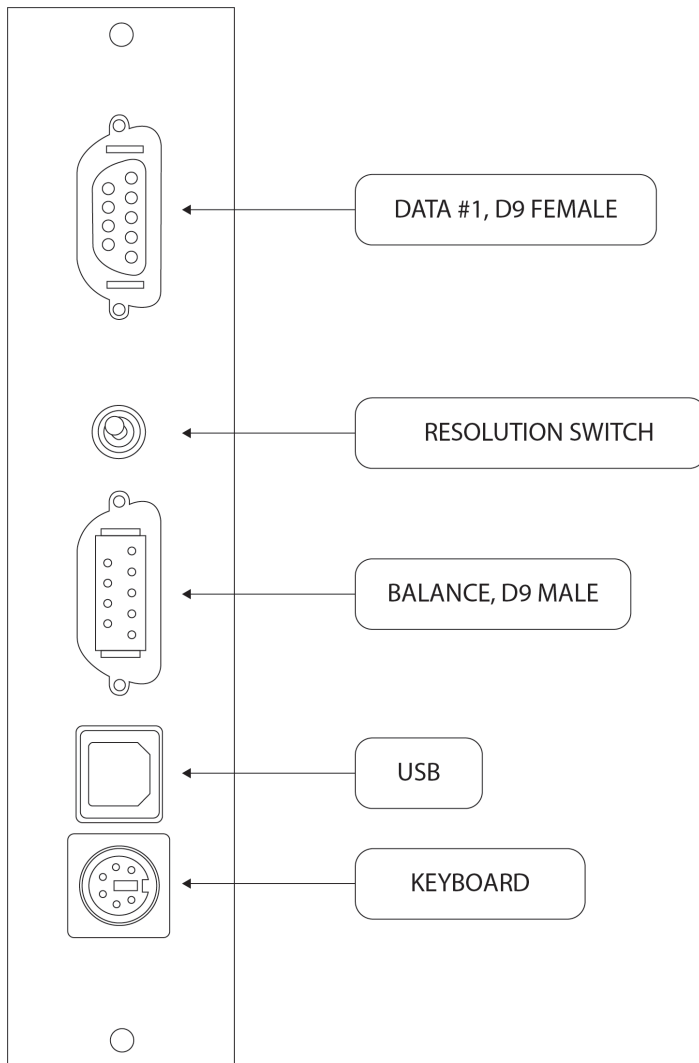 DATA #1, D9 FEMALE
RESOLUTION SWITCH
BALANCE, D9 MALE
USB
KEYBOARD